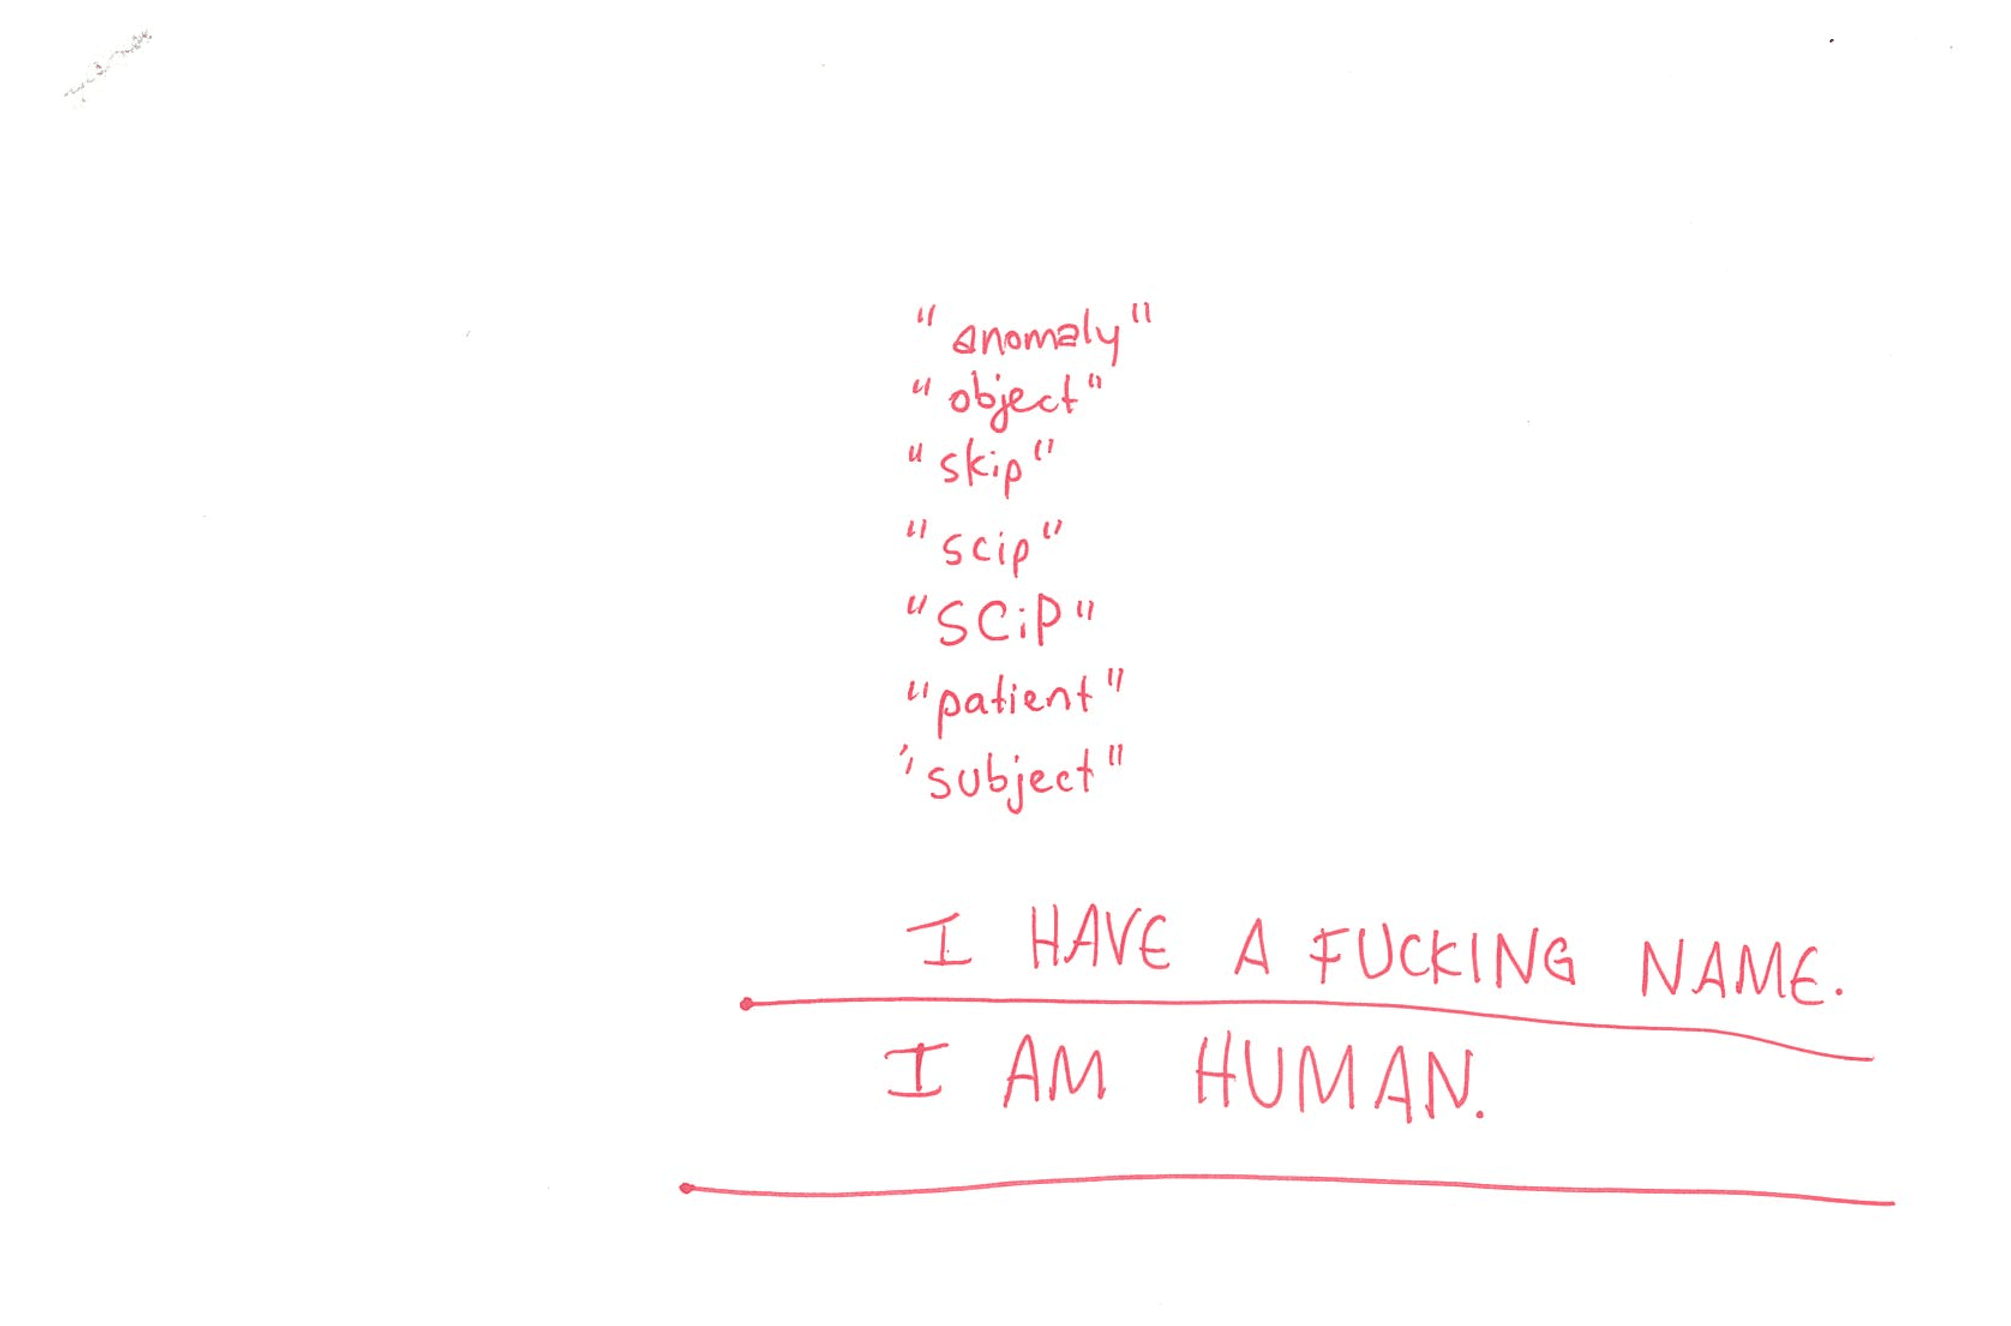 "anomaly"
"object"
"skip"
"scip"
"SCiP"
"patient"
"subject"
I HAVE A FUCKING NAME.
I AM HUMAN.